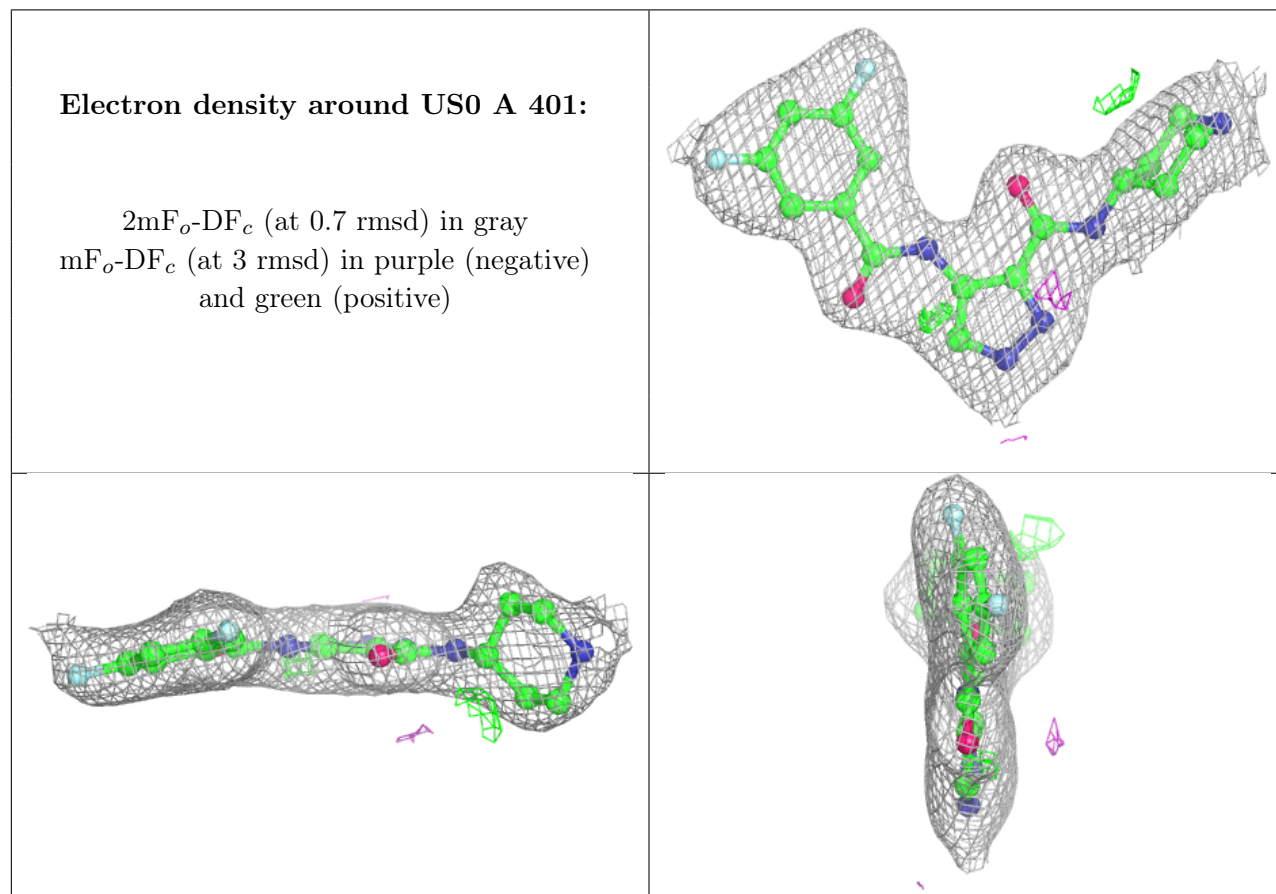 Electron density around US0 A 401:
2mFo-DFc (at 0.7 rmsd) in gray
mFo-DFc (at 3 rmsd) in purple (negative)
and green (positive)